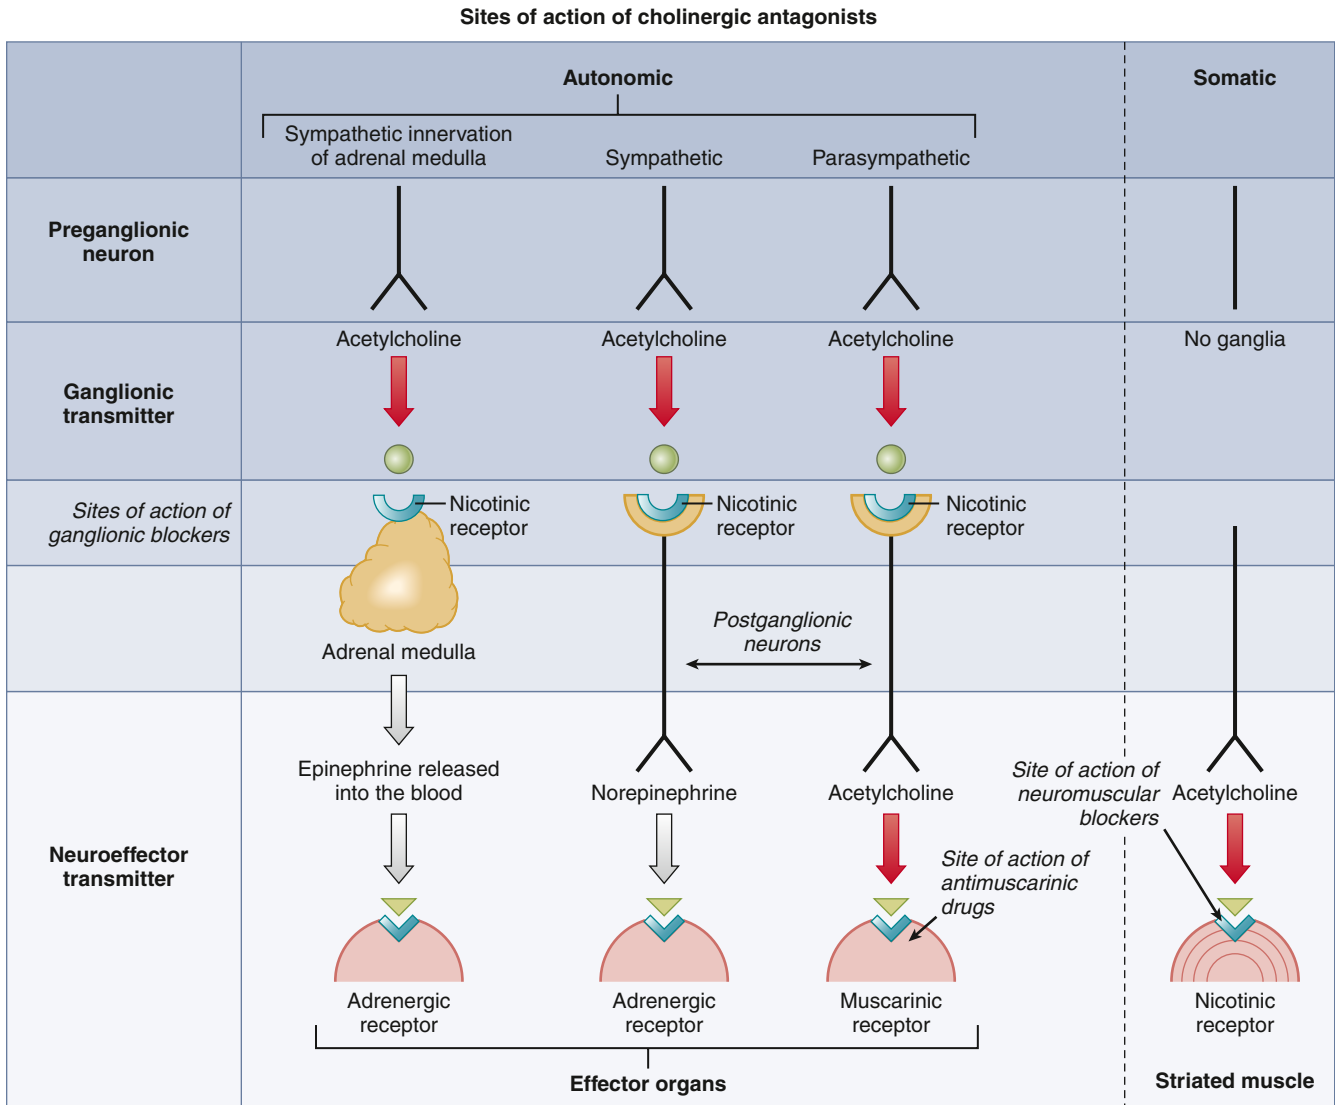 Sites of action of cholinergic antagonists
Autonomic
Somatic
Sympathetic innervation
of adrenal medulla
Sympathetic
Parasympathetic
Preganglionic
neuron
Acetylcholine
Acetylcholine
Acetylcholine
No ganglia
Ganglionic
transmitter
Sites of action of
ganglionic blockers
Nicotinic
receptor
Nicotinic
receptor
Nicotinic
receptor
Postganglionic
neurons
Adrenal medulla
Neuroeffector
transmitter
Epinephrine released
into the blood
Norepinephrine
Acetylcholine
Site of action of
neuromuscular
blockers
Acetylcholine
Site of action of
antimuscarinic
drugs
Adrenergic
receptor
Adrenergic
receptor
Muscarinic
receptor
Nicotinic
receptor
Effector organs
Striated muscle